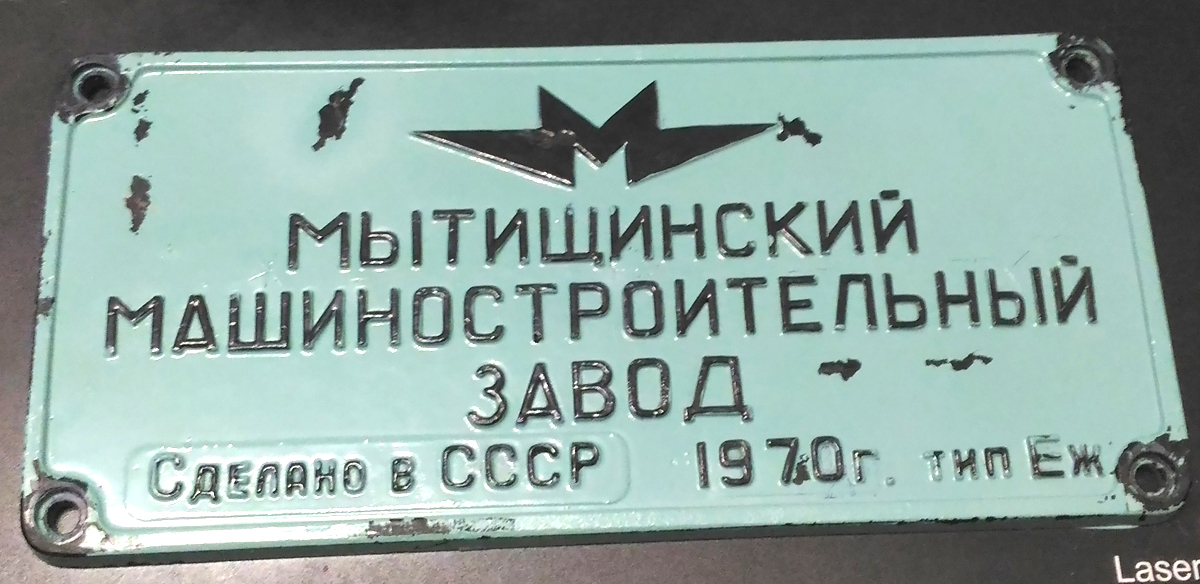 М
МЫТИЩИНСКИЙ
МАШИНОСТРОИТЕЛЬНЫЙ
ЗАВОД
СДЕЛАНО В СССР 1970г. тип Еж
Laser